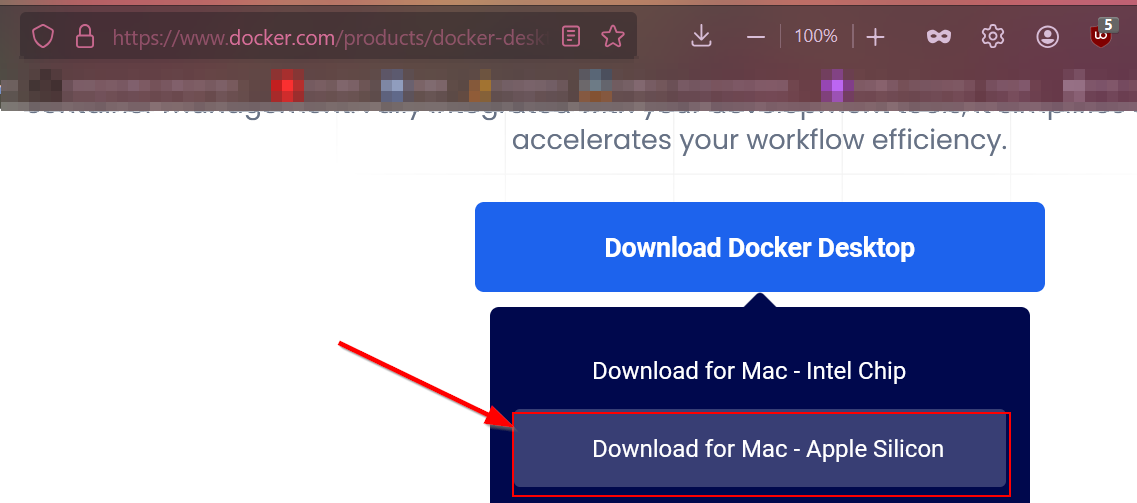 https://www.docker.com/products/docker-desk
100%
5
accelerates your workflow efficiency.
Download Docker Desktop
Download for Mac - Intel Chip
Download for Mac - Apple Silicon